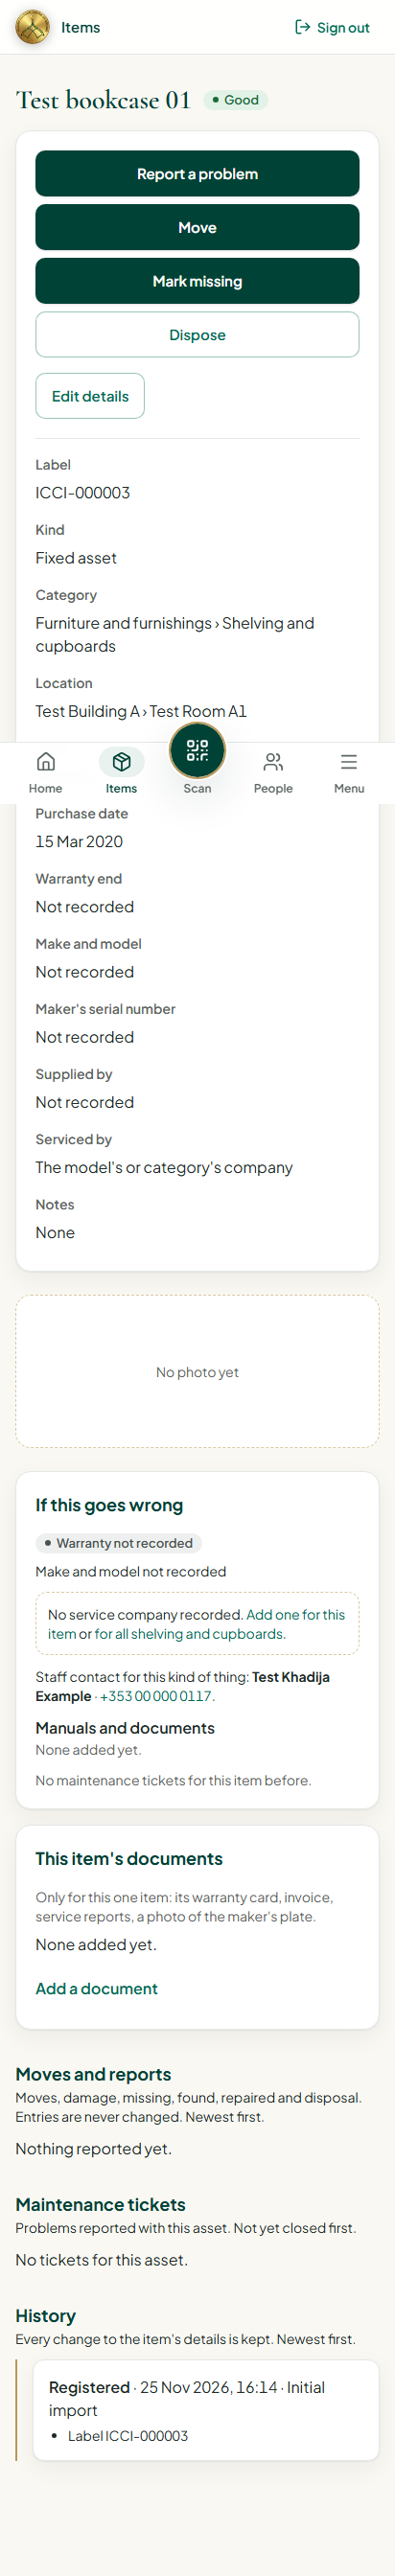 Items
Sign out
Test bookcase 01
Good
Report a problem
Move
Mark missing
Dispose
Edit details
Label
ICCI-000003
Kind
Fixed asset
Category
Furniture and furnishings › Shelving and
cupboards
Location
Test Building A › Test Room A1
Home
Items
Scan
People
Menu
Purchase date
15 Mar 2020
Warranty end
Not recorded
Make and model
Not recorded
Maker's serial number
Not recorded
Supplied by
Not recorded
Serviced by
The model's or category's company
Notes
None
No photo yet
If this goes wrong
Warranty not recorded
Make and model not recorded
No service company recorded. Add one for this
item or for all shelving and cupboards.
Staff contact for this kind of thing: Test Khadija
Example · +353 00 000 0117.
Manuals and documents
None added yet.
No maintenance tickets for this item before.
This item's documents
Only for this one item: its warranty card, invoice,
service reports, a photo of the maker's plate.
None added yet.
Add a document
Moves and reports
Moves, damage, missing, found, repaired and disposal.
Entries are never changed. Newest first.
Nothing reported yet.
Maintenance tickets
Problems reported with this asset. Not yet closed first.
No tickets for this asset.
History
Every change to the item's details is kept. Newest first.
Registered · 25 Nov 2026, 16:14 · Initial
import
Label ICCI-000003